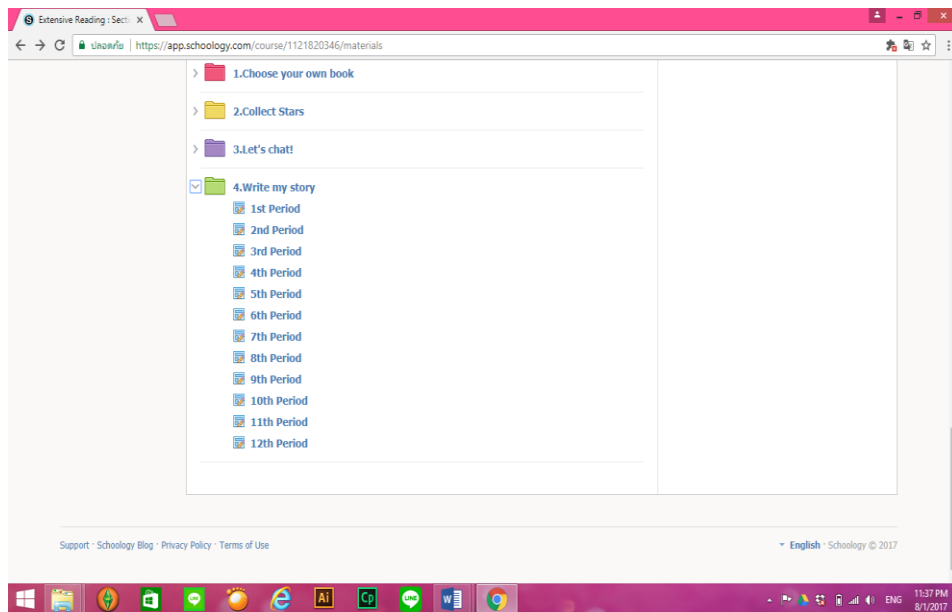 Extensive Reading : Secti
ปลอดภัย https://app.schoology.com/course/1121820346/materials
1.Choose your own book
2.Collect Stars
3.Let's chat!
4.Write my story
1st Period
2nd Period
3rd Period
4th Period
5th Period
6th Period
7th Period
8th Period
9th Period
10th Period
11th Period
12th Period
Support · Schoology Blog · Privacy Policy · Terms of Use
English · Schoology © 2017
Ai
Cp
LINE
ENG
11:37 PM